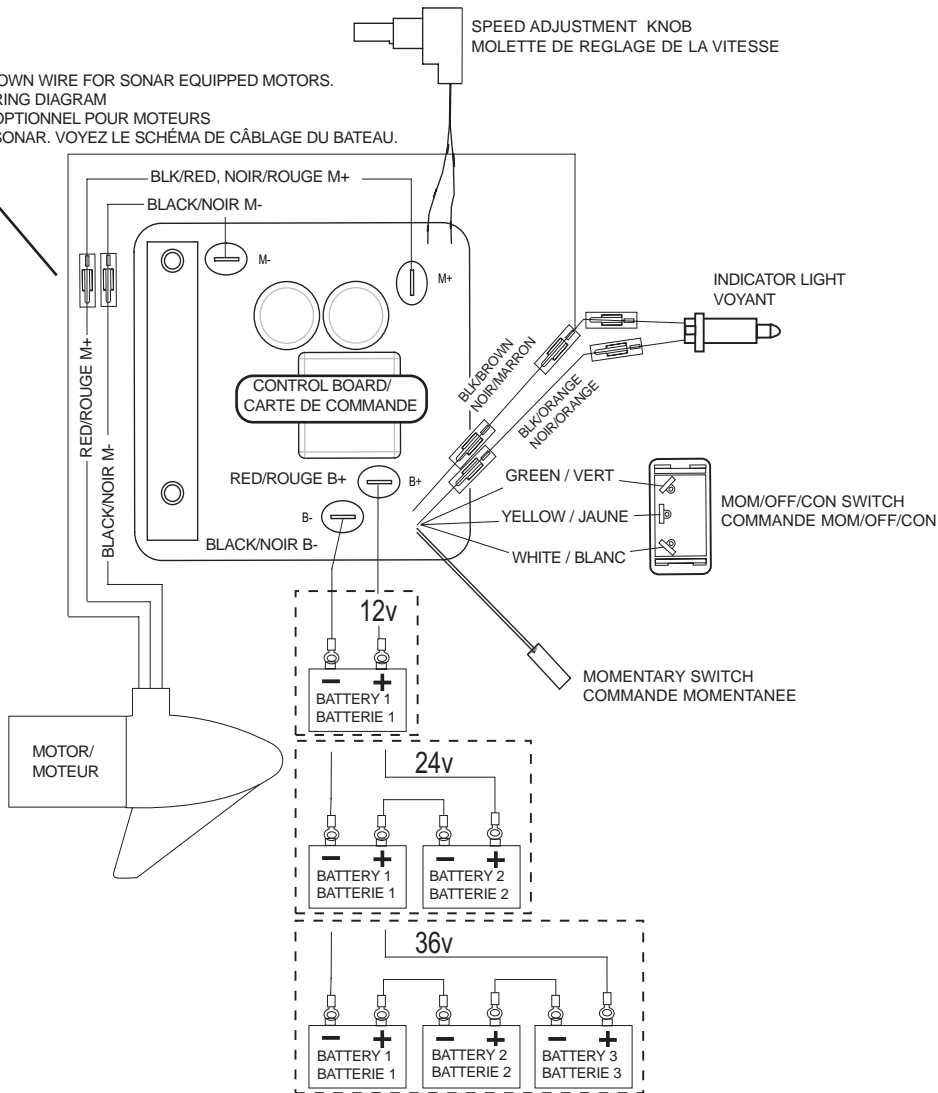 SPEED ADJUSTMENT KNOB
MOLETTE DE REGLAGE DE LA VITESSE
OWN WIRE FOR SONAR EQUIPPED MOTORS.
RING DIAGRAM
OPTIONNEL POUR MOTEURS
SONAR. VOYEZ LE SCHÉMA DE CÂBLAGE DU BATEAU.
BLK/RED, NOIR/ROUGE M+
BLACK/NOIR M-
M-
M+
INDICATOR LIGHT
VOYANT
RED/ROUGE M+
BLACK/NOIR M-
BLK/BROWN
NOIR/MARRON
BLK/ORANGE
NOIR/ORANGE
CONTROL BOARD/
CARTE DE COMMANDE
RED/ROUGE B+
B+
B-
BLACK/NOIR B-
GREEN / VERT
YELLOW / JAUNE
WHITE / BLANC
MOM/OFF/CON SWITCH
COMMANDE MOM/OFF/CON
12v
- +
BATTERY 1
BATTERIE 1
MOMENTARY SWITCH
COMMANDE MOMENTANEE
MOTOR/
MOTEUR
24v
- + - +
BATTERY 1 BATTERY 2
BATTERIE 1 BATTERIE 2
36v
- + - + - +
BATTERY 1 BATTERY 2 BATTERY 3
BATTERIE 1 BATTERIE 2 BATTERIE 3